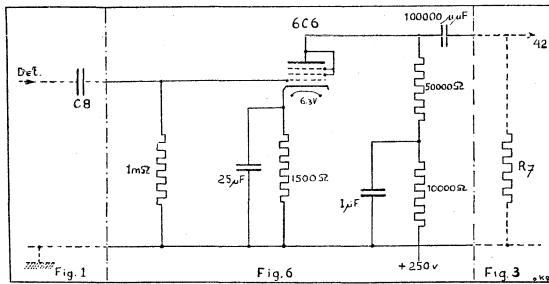 100000 µµF
6C6
42
Det.
C8
6.3V
50000Ω
1mΩ
25µF
1500Ω
1µF
10000Ω
R7
+250v
Fig. 1
Fig. 6
Fig. 3